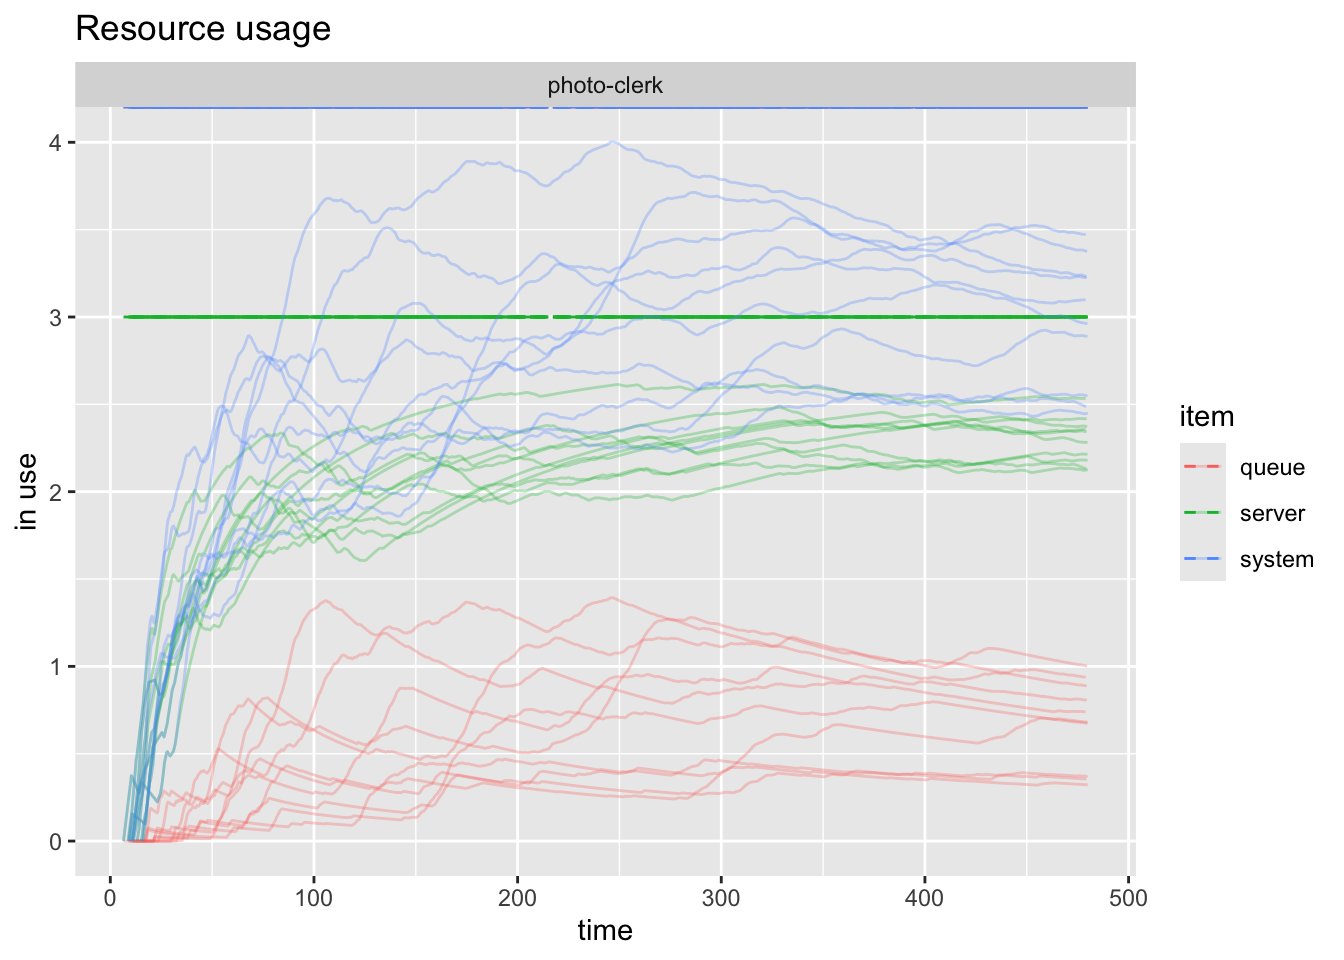 Resource usage
photo-clerk
in use
4
3
2
1
0
0 100 200 300 400 500
time
item
queue
server
system